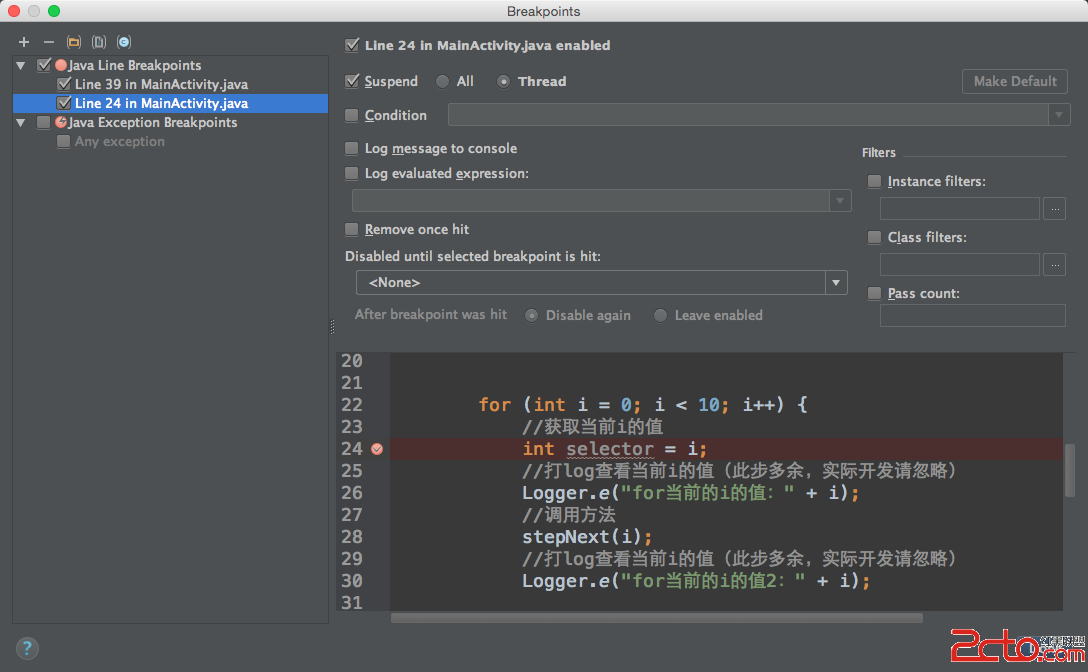 Breakpoints
Java Line Breakpoints
Line 39 in MainActivity.java
Line 24 in MainActivity.java
Java Exception Breakpoints
Any exception
Line 24 in MainActivity.java enabled
Suspend All Thread Make Default
Condition
Log message to console
Log evaluated expression:
Remove once hit
Disabled until selected breakpoint is hit:
<None>
After breakpoint was hit Disable again Leave enabled
Filters
Instance filters:
...
Class filters:
...
Pass count:
20
21
22 for (int i = 0; i < 10; i++) {
23 //获取当前i的值
24 int selector = i;
25 //打log查看当前i的值（此步多余，实际开发请忽略）
26 Logger.e("for当前的i的值：" + i);
27 //调用方法
28 stepNext(i);
29 //打log查看当前i的值（此步多余，实际开发请忽略）
30 Logger.e("for当前的i的值2：" + i);
31
?
2cto.com